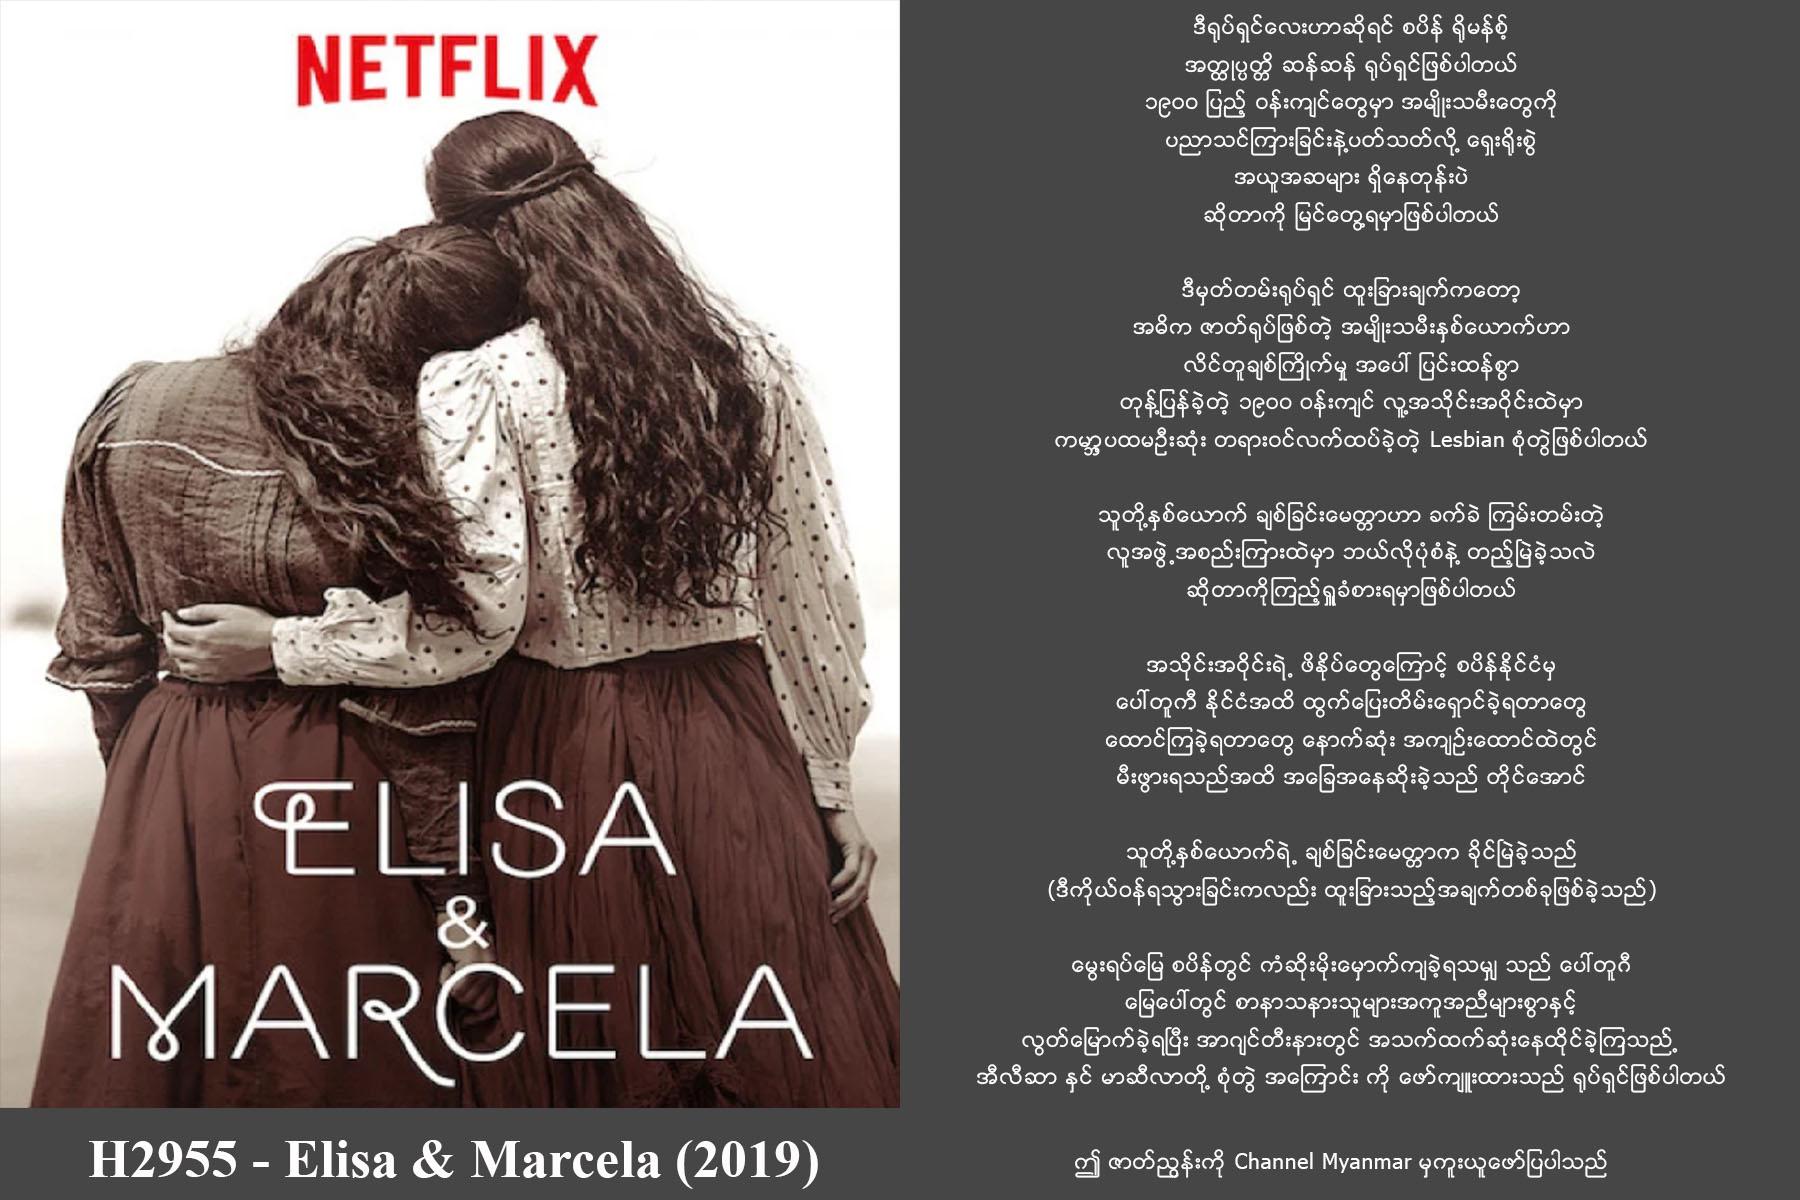 NETFLIX
ELISA
&
MARCELA
H2955 - Elisa & Marcela (2019)
ဒီရုပ်ရှင်လေးဟာဆိုရင် စပိန် ရိုမန်စ့်
အတ္ထုပ္ပတ္တိ ဆန်ဆန် ရုပ်ရှင်ဖြစ်ပါတယ်
၁၉၀၀ ပြည့် ဝန်းကျင်တွေမှာ အမျိုးသမီးတွေကို
ပညာသင်ကြားခြင်းနဲ့ပတ်သတ်လို့ ရှေးရိုးစွဲ
အယူအဆများ ရှိနေတုန်းပဲ
ဆိုတာကို မြင်တွေ့ရမှာဖြစ်ပါတယ်
ဒီမှတ်တမ်းရုပ်ရှင် ထူးခြားချက်ကတော့
အဓိက ဇာတ်ရုပ်ဖြစ်တဲ့ အမျိုးသမီးနှစ်ယောက်ဟာ
လိင်တူချစ်ကြိုက်မှု အပေါ် ပြင်းထန်စွာ
တုန့်ပြန်ခဲ့တဲ့ ၁၉၀၀ ဝန်းကျင် လူ့အသိုင်းအဝိုင်းထဲမှာ
ကမ္ဘာ့ပထမဦးဆုံး တရားဝင်လက်ထပ်ခဲ့တဲ့ Lesbian စုံတွဲဖြစ်ပါတယ်
သူတို့နှစ်ယောက် ချစ်ခြင်းမေတ္တာဟာ ခက်ခဲ ကြမ်းတမ်းတဲ့
လူအဖွဲ့အစည်းကြားထဲမှာ ဘယ်လိုပုံစံနဲ့ တည့်မြဲခဲ့သလဲ
ဆိုတာကိုကြည့်ရှူခံစားရမှာဖြစ်ပါတယ်
အသိုင်းအဝိုင်းရဲ့ ဖိနှိပ်တွေကြောင့် စပိန်နိုင်ငံမှ
ပေါ်တူကီ နိုင်ငံအထိ ထွက်ပြေးတိမ်းရှောင်ခဲ့ရတာတွေ
ထောင်ကြခဲ့ရတာတွေ နောက်ဆုံး အကျဉ်းထောင်ထဲတွင်
မီးဖွားရသည်အထိ အခြေအနေဆိုးခဲ့သည် တိုင်အောင်
သူတို့နှစ်ယောက်ရဲ့ ချစ်ခြင်းမေတ္တာက ခိုင်မြဲခဲ့သည်
(ဒီကိုယ်ဝန်ရသွားခြင်းကလည်း ထူးခြားသည့်အချက်တစ်ခုဖြစ်ခဲ့သည်)
မွေးရပ်မြေ စပိန်တွင် ကံဆိုးမိုးမှောက်ကျခဲ့ရသမျှ သည် ပေါ်တူဂီ
မြေပေါ်တွင် စာနာသနားသူများအကူအညီများစွာနှင့်
လွတ်မြောက်ခဲ့ရပြီး အာဂျင်တီးနားတွင် အသက်ထက်ဆုံးနေထိုင်ခဲ့ကြသည့်
အီလီဆာ နှင် မာဆီလာတို့ စုံတွဲ အကြောင်း ကို ဖော်ကျူးထားသည် ရုပ်ရှင်ဖြစ်ပါတယ်
ဤ ဇာတ်ညွှန်းကို Channel Myanmar မှကူးယူဖော်ပြပါသည်